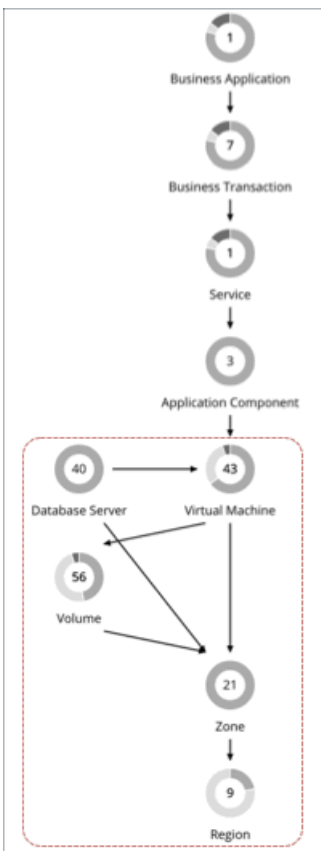 1
Business Application
7
Business Transaction
1
Service
3
Application Component
40
43
Database Server
Virtual Machine
56
Volume
21
Zone
9
Region